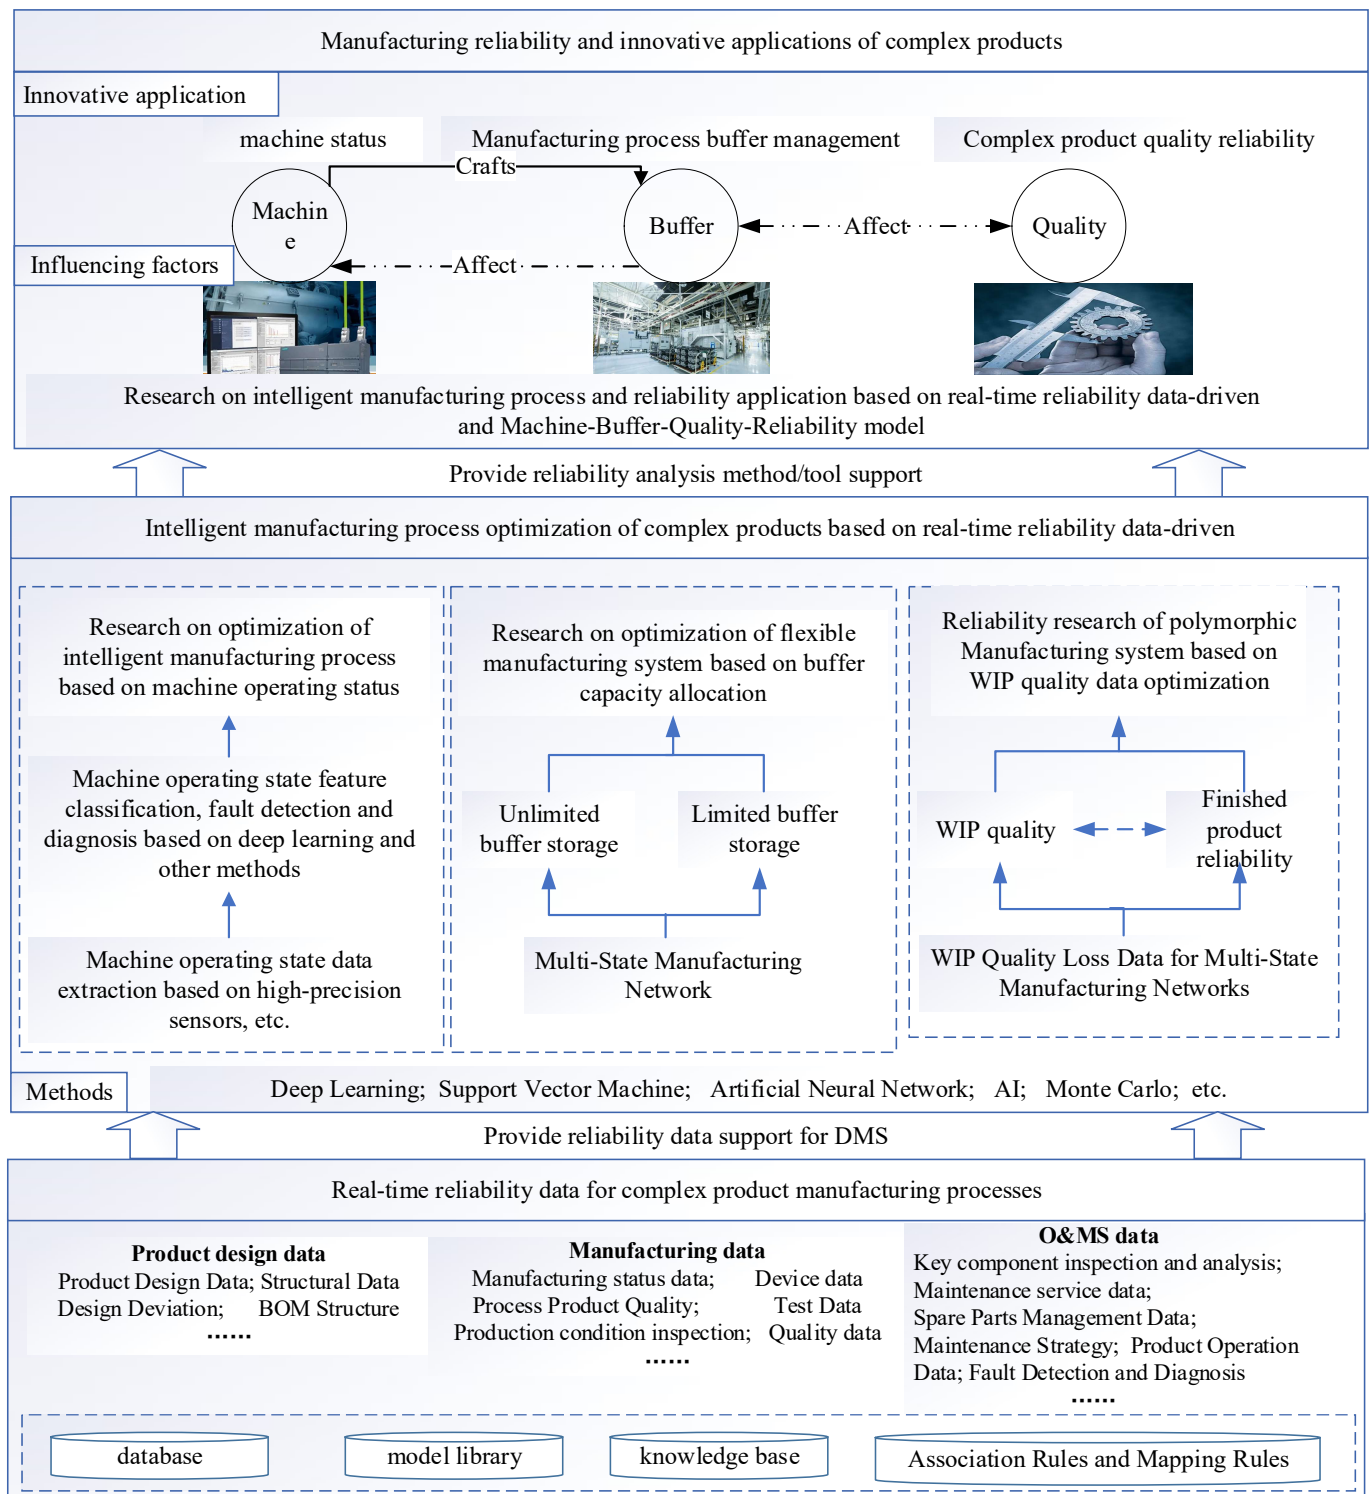 Manufacturing reliability and innovative applications of complex products
Innovative application
machine status
Manufacturing process buffer management
Complex product quality reliability
Crafts
Machin
e
Buffer
Affect
Quality
Influencing factors
Affect
Research on intelligent manufacturing process and reliability application based on real-time reliability data-driven
and Machine-Buffer-Quality-Reliability model
Provide reliability analysis method/tool support
Intelligent manufacturing process optimization of complex products based on real-time reliability data-driven
Research on optimization of
intelligent manufacturing process
based on machine operating status
Machine operating state feature
classification, fault detection and
diagnosis based on deep learning and
other methods
Machine operating state data
extraction based on high-precision
sensors, etc.
Research on optimization of flexible
manufacturing system based on buffer
capacity allocation
Unlimited
buffer storage
Limited buffer
storage
Multi-State Manufacturing
Network
Reliability research of polymorphic
Manufacturing system based on
WIP quality data optimization
WIP quality
Finished
product
reliability
WIP Quality Loss Data for Multi-State
Manufacturing Networks
Methods
Deep Learning; Support Vector Machine; Artificial Neural Network; AI; Monte Carlo; etc.
Provide reliability data support for DMS
Real-time reliability data for complex product manufacturing processes
Product design data
Product Design Data; Structural Data
Design Deviation; BOM Structure
......
Manufacturing data
Manufacturing status data; Device data
Process Product Quality; Test Data
Production condition inspection; Quality data
......
O&MS data
Key component inspection and analysis;
Maintenance service data;
Spare Parts Management Data;
Maintenance Strategy; Product Operation
Data; Fault Detection and Diagnosis
......
database
model library
knowledge base
Association Rules and Mapping Rules